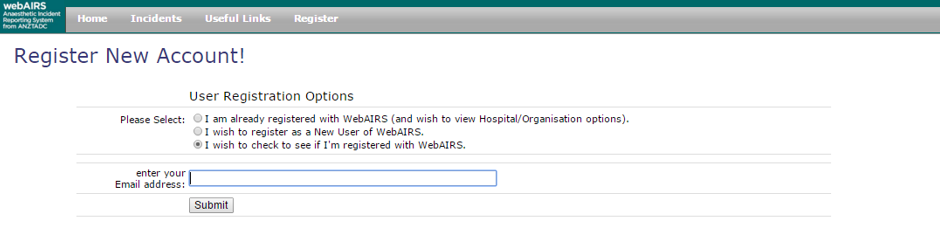 webAIRS
Anaesthetic Incident
Reporting System
from ANZTADC
Home Incidents Useful Links Register
Register New Account!
User Registration Options
Please Select: I am already registered with WebAIRS (and wish to view Hospital/Organisation options).
I wish to register as a New User of WebAIRS.
I wish to check to see if I'm registered with WebAIRS.
enter your
Email address:
Submit